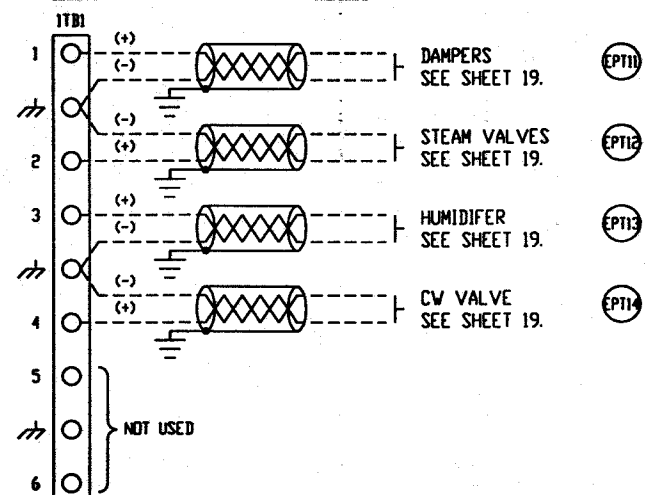 1TB1
1 (+) DAMPERS EPT11
(-) SEE SHEET 19.
(-) STEAM VALVES EPT12
2 (+) SEE SHEET 19.
3 (+) HUMIDIFER EPT13
(-) SEE SHEET 19.
(-) CW VALVE EPT14
4 (+) SEE SHEET 19.
5
NOT USED
6